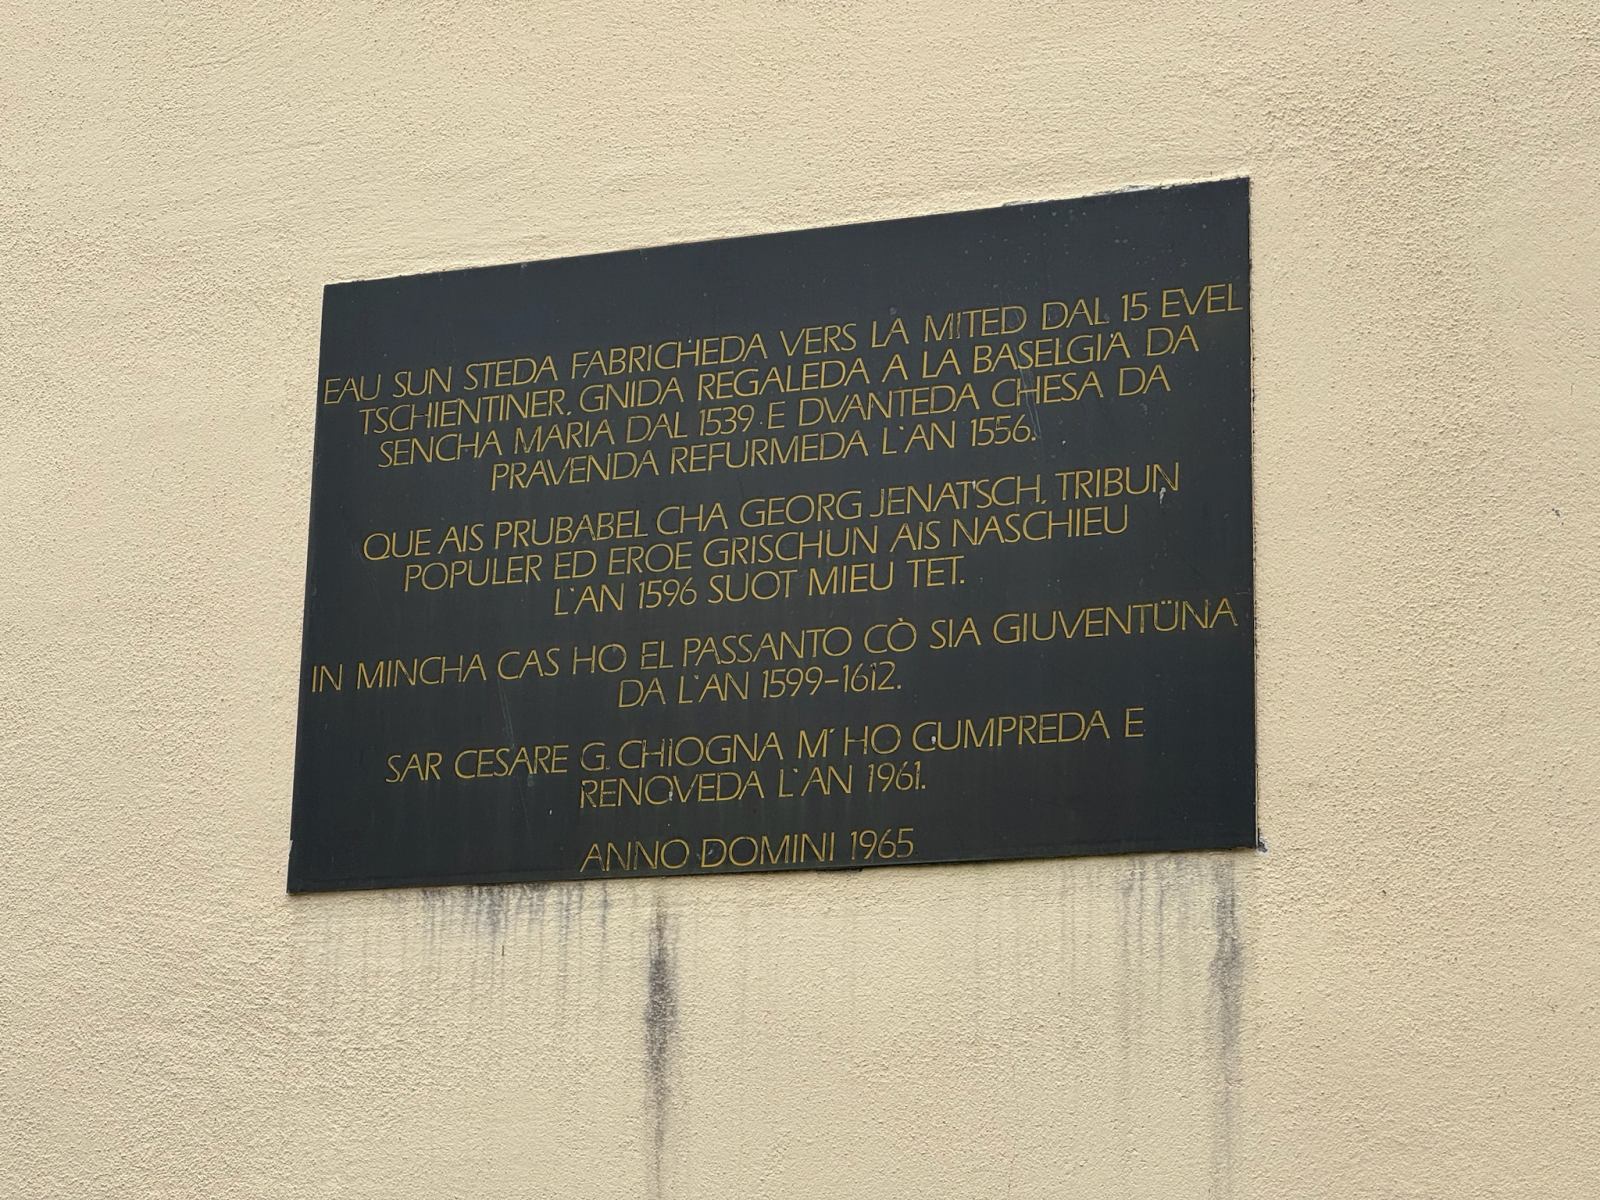 EAU SUN STEDA FABRICHEDA VERS LA MITED DAL 15 EVEL
TSCHIENTINER. GNIDA REGALEDA A LA BASELGIA DA
SENCHA MARIA DAL 1539 E DVANTEDA CHESA DA
PRAVENDA REFURMEDA L'AN 1556.
QUE AIS PRUBABEL CHA GEORG JENATSCH, TRIBUN
POPULER ED EROE GRISCHUN AIS NASCHIEU
L'AN 1596 SUOT MIEU TET.
IN MINCHA CAS HO EL PASSANTO CÒ SIA GIUVENTÜNA
DA L'AN 1599-1612.
SAR CESARE G. CHIOGNA M' HO CUMPREDA E
RENOVEDA L'AN 1961.
ANNO DOMINI 1965